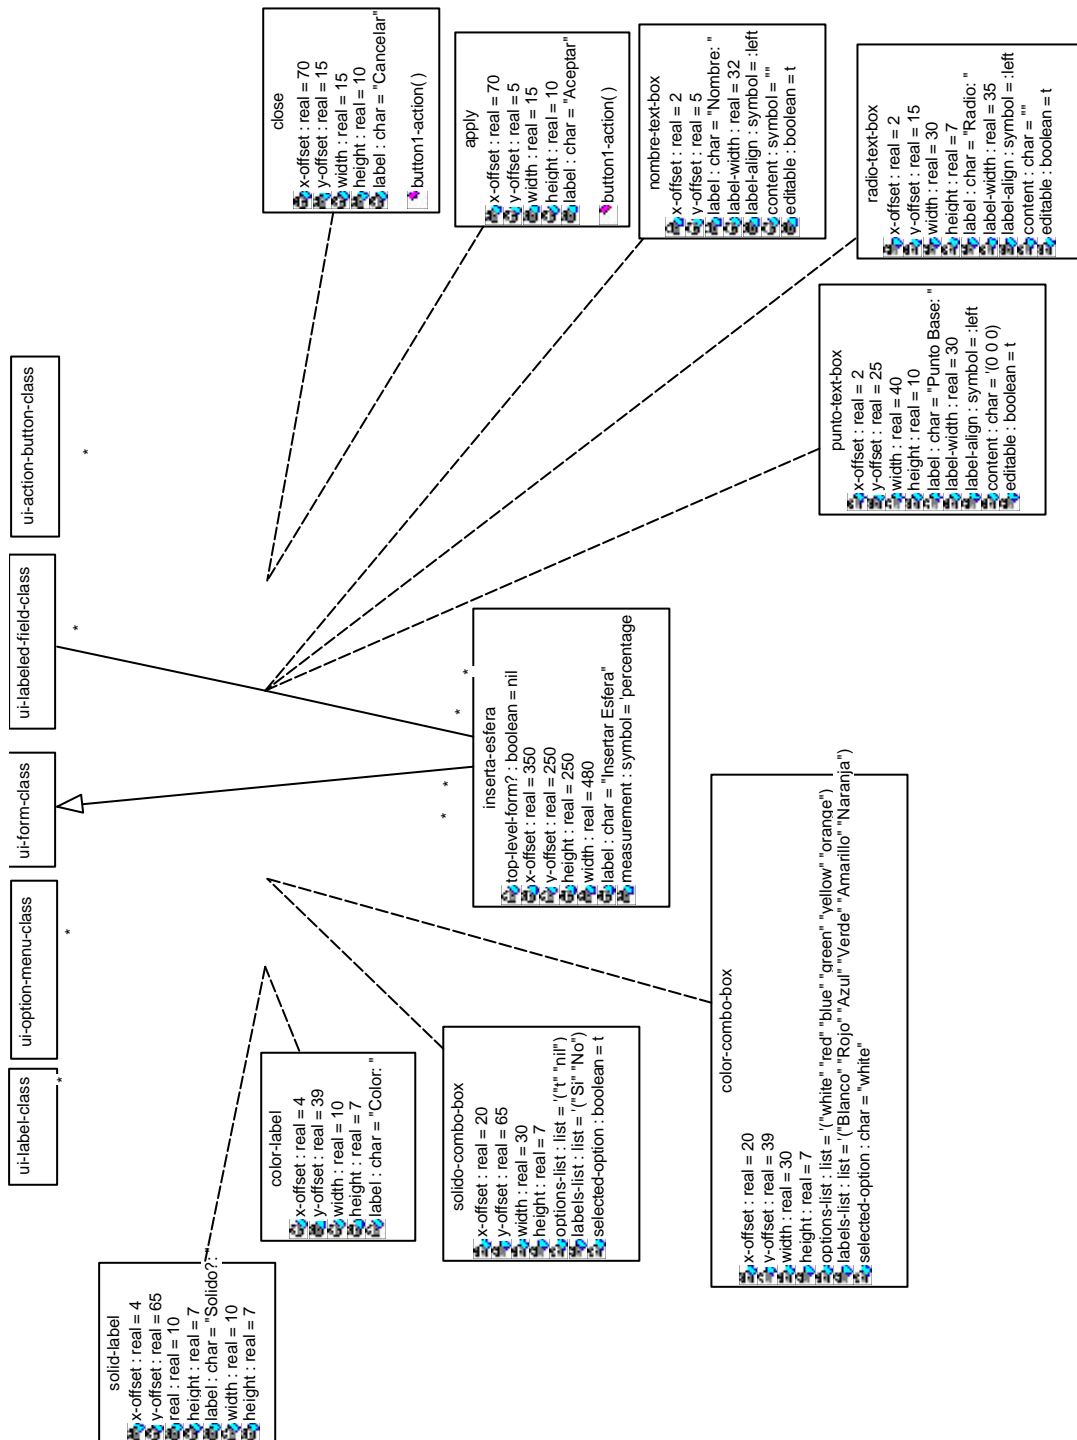 ui-label-class
*
ui-option-menu-class
*
ui-form-class
ui-labeled-field-class
*
ui-action-button-class
*
solid-label
x-offset : real = 4
y-offset : real = 65
real : real = 10
height : real = 7
label : char = "Solido?: "
width : real = 10
height : real = 7
color-label
x-offset : real = 4
y-offset : real = 39
width : real = 10
height : real = 7
label : char = "Color: "
solido-combo-box
x-offset : real = 20
y-offset : real = 65
width : real = 30
height : real = 7
options-list : list = '("t" "nil")
labels-list : list = '("Si" "No")
selected-option : boolean = t
color-combo-box
x-offset : real = 20
y-offset : real = 39
width : real = 30
height : real = 7
options-list : list = '("white" "red" "blue" "green" "yellow" "orange")
labels-list : list = '("Blanco" "Rojo" "Azul" "Verde" "Amarillo" "Naranja")
selected-option : char = "white"
*
*
*
*
inserta-esfera
top-level-form? : boolean = nil
x-offset : real = 350
y-offset : real = 250
height : real = 250
width : real = 480
label : char = "Insertar Esfera"
measurement : symbol = 'percentage
close
x-offset : real = 70
y-offset : real = 15
width : real = 15
height : real = 10
label : char = "Cancelar"
button1-action( )
apply
x-offset : real = 70
y-offset : real = 5
width : real = 15
height : real = 10
label : char = "Aceptar"
button1-action( )
nombre-text-box
x-offset : real = 2
y-offset : real = 5
label : char = "Nombre: "
label-width : real = 32
label-align : symbol = :left
content : symbol = ""
editable : boolean = t
radio-text-box
x-offset : real = 2
y-offset : real = 15
width : real = 30
height : real = 7
label : char = "Radio: "
label-width : real = 35
label-align : symbol = :left
content : char = ""
editable : boolean = t
punto-text-box
x-offset : real = 2
y-offset : real = 25
width : real = 40
height : real = 10
label : char = "Punto Base: "
label-width : real = 30
label-align : symbol = :left
content : char = '(0 0 0)
editable : boolean = t